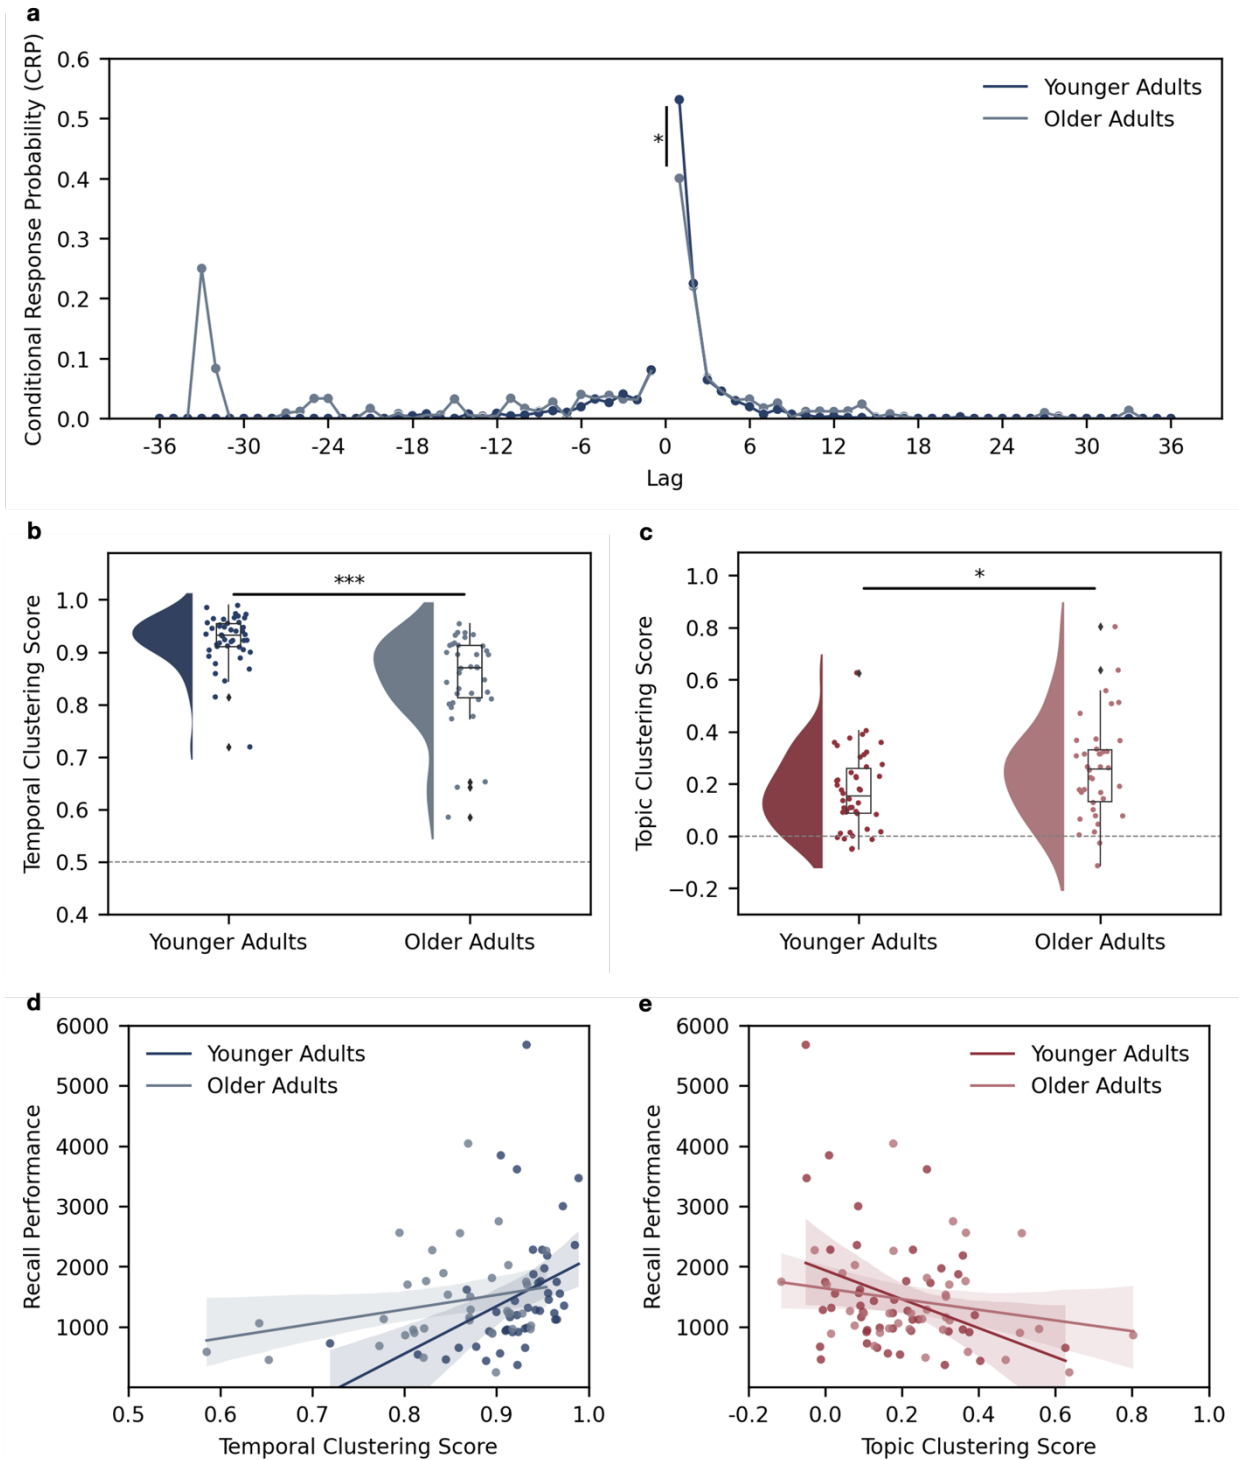 a
Conditional Response Probability (CRP)
0.6
0.5
0.4
0.3
0.2
0.1
0.0
*
Younger Adults
Older Adults
-36 -30 -24 -18 -12 -6 0 6 12 18 24 30 36
Lag
b
Temporal Clustering Score
1.0
0.9
0.8
0.7
0.6
0.5
0.4
***
Younger Adults Older Adults
c
Topic Clustering Score
1.0
0.8
0.6
0.4
0.2
0.0
−0.2
*
Younger Adults Older Adults
d
Recall Performance
6000
5000
4000
3000
2000
1000
Younger Adults
Older Adults
0.5 0.6 0.7 0.8 0.9 1.0
Temporal Clustering Score
e
Recall Performance
6000
5000
4000
3000
2000
1000
Younger Adults
Older Adults
-0.2 0.0 0.2 0.4 0.6 0.8 1.0
Topic Clustering Score